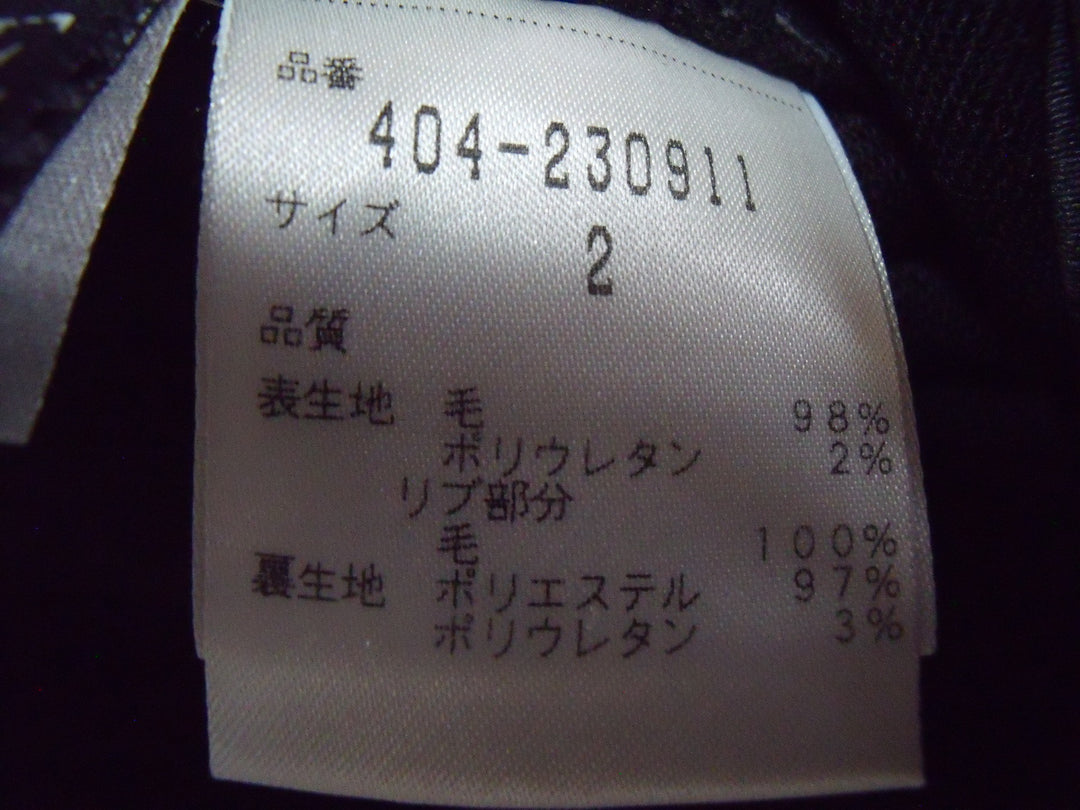 品番
404-230911
サイズ 2
品質
表生地 毛 98%
ポリウレタン 2%
リブ部分
毛 100%
裏生地 ポリエステル 97%
ポリウレタン 3%